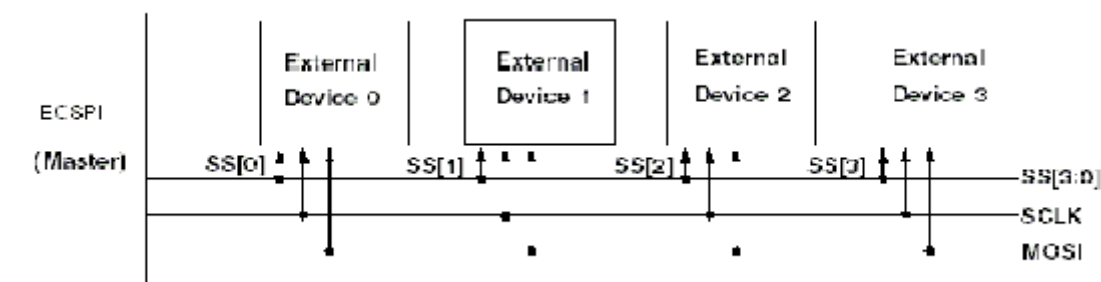 External
Device 0
External
Device 1
External
Device 2
External
Device 3
ECSPI
(Master)
SS[0]
SS[1]
SS[2]
SS[3]
SS[3:0]
SCLK
MOSI